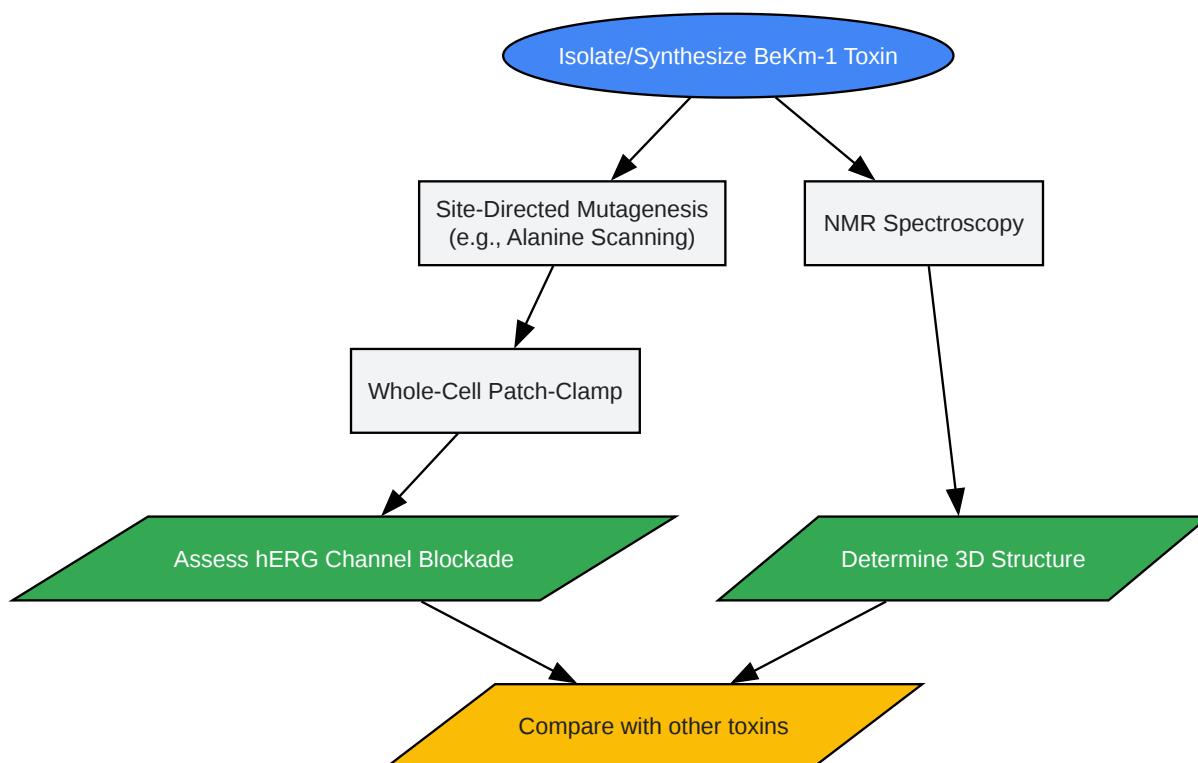 Isolate/Synthesize BeKm-1 Toxin
Site-Directed Mutagenesis
(e.g., Alanine Scanning)
NMR Spectroscopy
Whole-Cell Patch-Clamp
Assess hERG Channel Blockade
Determine 3D Structure
Compare with other toxins